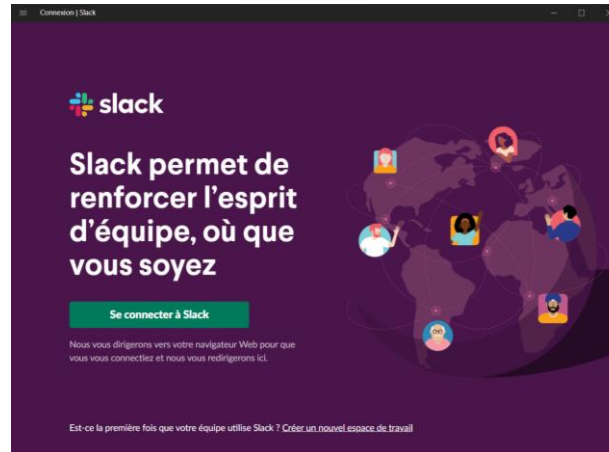 Connexion | Slack
slack
Slack permet de
renforcer l'esprit
d'équipe, où que
vous soyez
Se connecter à Slack
Nous vous dirigerons vers votre navigateur Web pour que
vous vous connectiez et nous vous redirigerons ici.
Est-ce la première fois que votre équipe utilise Slack ? Créer un nouvel espace de travail